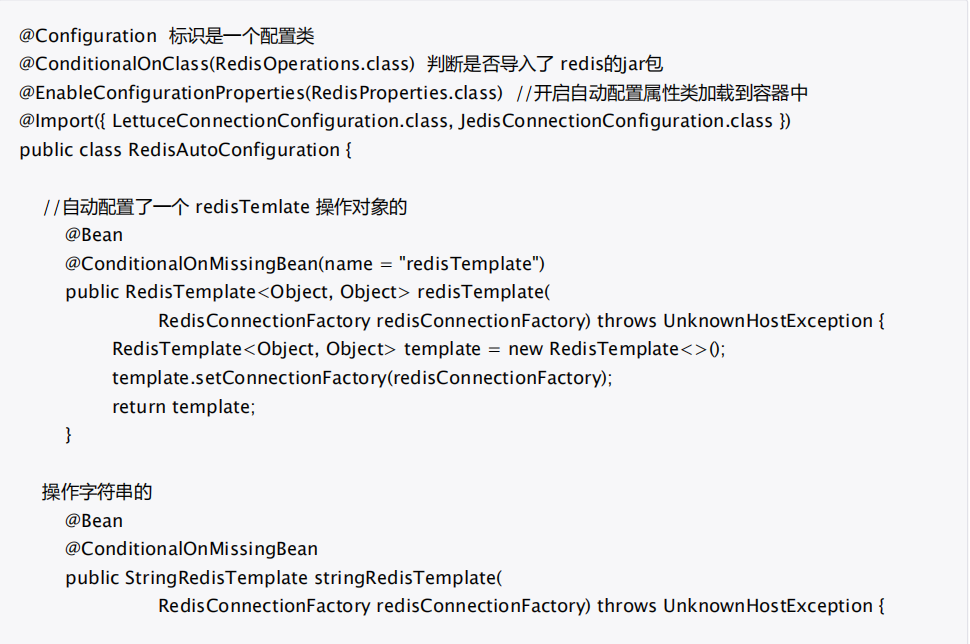 @Configuration 标识是一个配置类
@ConditionalOnClass(RedisOperations.class) 判断是否导入了 redis的jar包
@EnableConfigurationProperties(RedisProperties.class) //开启自动配置属性类加载到容器中
@Import({ LettuceConnectionConfiguration.class, JedisConnectionConfiguration.class })
public class RedisAutoConfiguration {
//自动配置了一个 redisTemlate 操作对象的
@Bean
@ConditionalOnMissingBean(name = "redisTemplate")
public RedisTemplate<Object, Object> redisTemplate(
RedisConnectionFactory redisConnectionFactory) throws UnknownHostException {
RedisTemplate<Object, Object> template = new RedisTemplate<>();
template.setConnectionFactory(redisConnectionFactory);
return template;
}
操作字符串的
@Bean
@ConditionalOnMissingBean
public StringRedisTemplate stringRedisTemplate(
RedisConnectionFactory redisConnectionFactory) throws UnknownHostException {